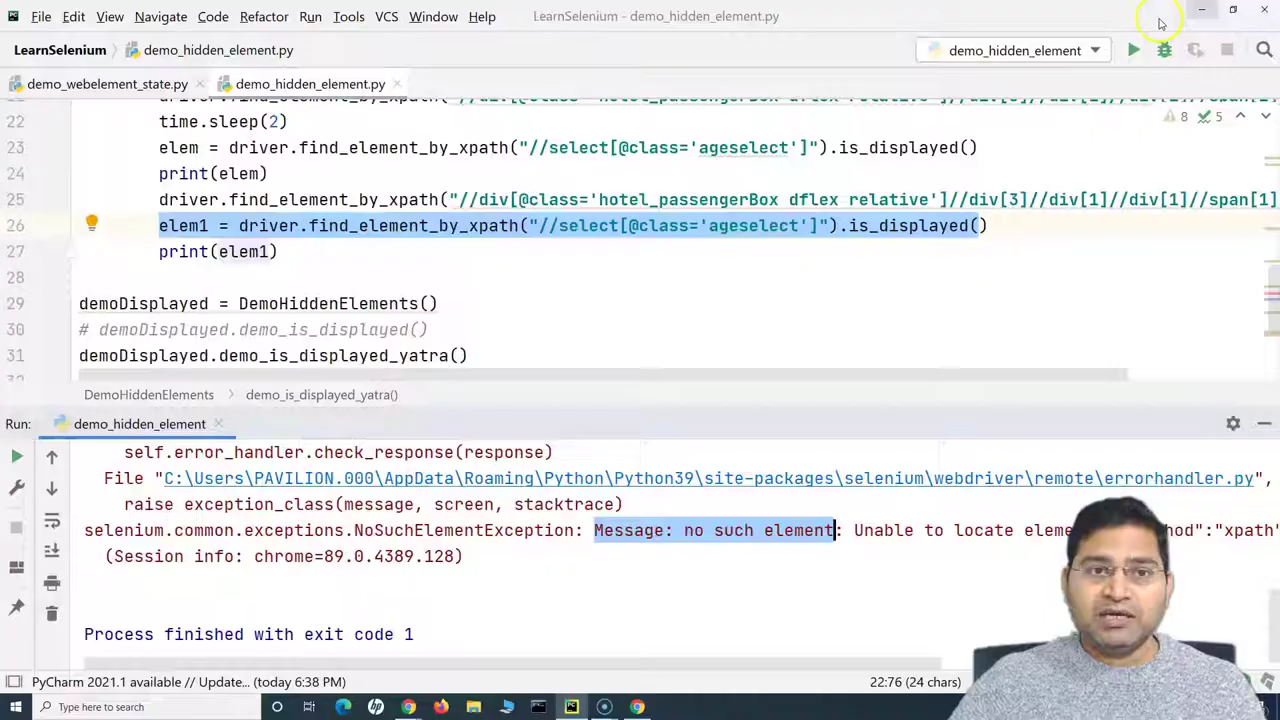 File Edit View Navigate Code Refactor Run Tools VCS Window Help LearnSelenium - demo_hidden_element.py
LearnSelenium demo_hidden_element.py demo_hidden_element
demo_webelement_state.py demo_hidden_element.py
8 5
22 time.sleep(2)
23 elem = driver.find_element_by_xpath("//select[@class='ageselect']").is_displayed()
24 print(elem)
25 driver.find_element_by_xpath("//div[@class='hotel_passengerBox dflex relative']//div[3]//div[1]//div[1]//span[1]
26 elem1 = driver.find_element_by_xpath("//select[@class='ageselect']").is_displayed()
27 print(elem1)
28
29 demoDisplayed = DemoHiddenElements()
30 # demoDisplayed.demo_is_displayed()
31 demoDisplayed.demo_is_displayed_yatra()
DemoHiddenElements demo_is_displayed_yatra()
Run: demo_hidden_element
self.error_handler.check_response(response)
File "C:\Users\PAVILION.000\AppData\Roaming\Python\Python39\site-packages\selenium\webdriver\remote\errorhandler.py",
raise exception_class(message, screen, stacktrace)
selenium.common.exceptions.NoSuchElementException: Message: no such element: Unable to locate eleme "xpath"
(Session info: chrome=89.0.4389.128)
Process finished with exit code 1
PyCharm 2021.1 available // Update... (today 6:38 PM) 22:76 (24 chars)
Type here to search